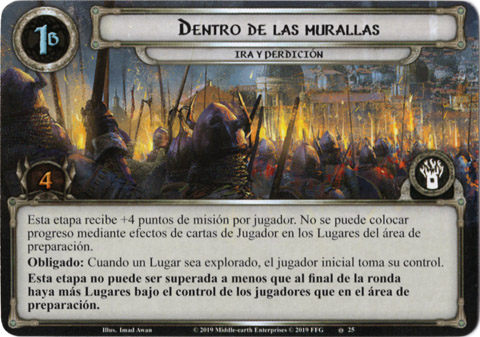 1B
DENTRO DE LAS MURALLAS
IRA Y PERDICIÓN
4
Esta etapa recibe +4 puntos de misión por jugador. No se puede colocar
progreso mediante efectos de cartas de Jugador en los Lugares del área de
preparación.
Obligado: Cuando un Lugar sea explorado, el jugador inicial toma su control.
Esta etapa no puede ser superada a menos que al final de la ronda
haya más Lugares bajo el control de los jugadores que en el área de
preparación.
Illus. Imad Awan
© 2019 Middle-earth Enterprises © 2019 FFG
25